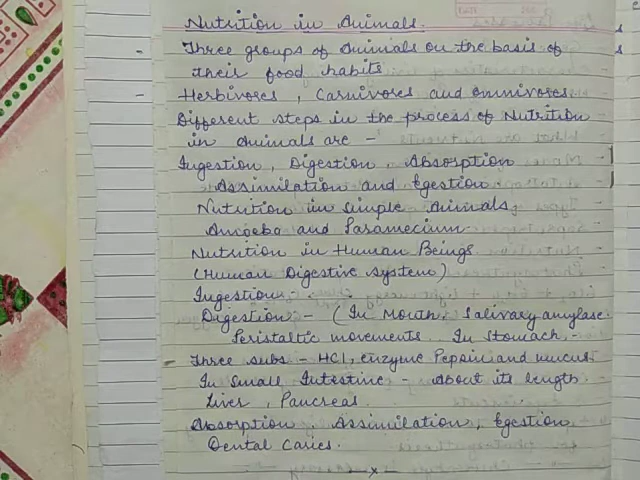 Nutrition in Animals.
- Three groups of Animals on the basis of
their food habits
- Herbivores, Carnivores and omnivores.
Different steps in the process of Nutrition
in Animals are -
Ingestion, Digestion, Absorption
Assimilation and Egestion.
Nutrition in simple Animals,
Amoeba and Paramecium.
Nutrition in Human Beings
(Human Digestive System)
Ingestion -
Digestion - (In Mouth, Salivary amylase.
Peristaltic movements. In Stomach, -
- Three subs - HCl, enzyme Pepsin and mucus.
In Small Intestine - About its length.
Liver, Pancreas.
Absorption, Assimilation, Egestion
Dental Caries.
- x -